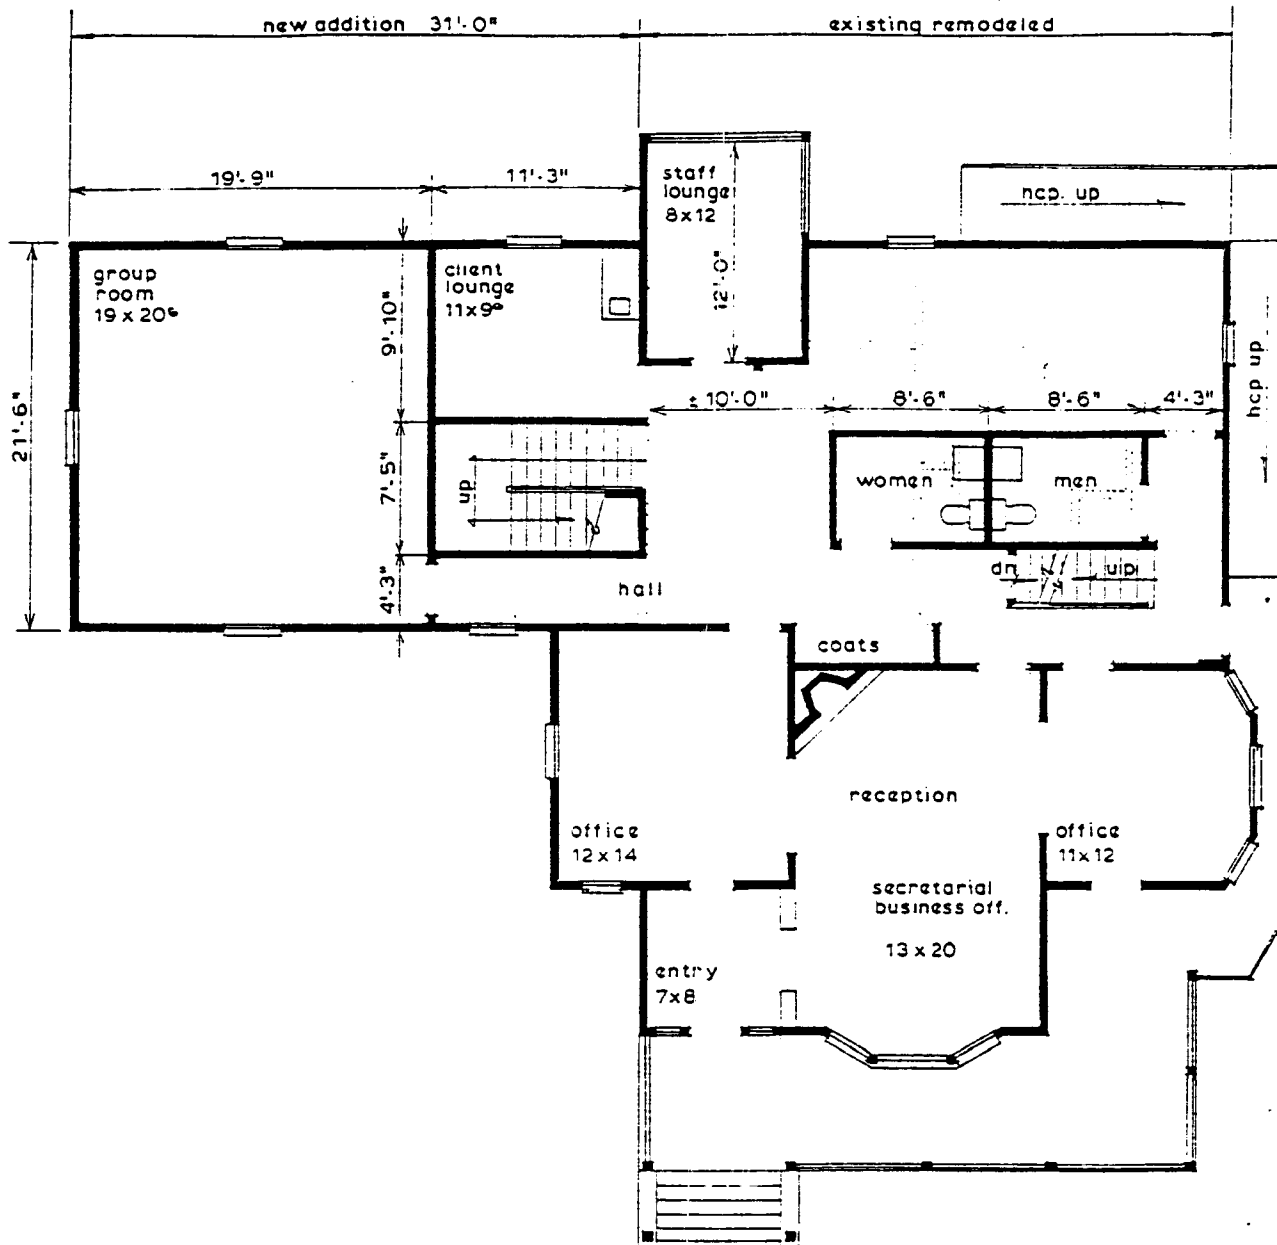 new addition 31'-0"
existing remodeled
19'-9"
11'-3"
staff
lounge
8x12
hcp. up
group
room
19 x 20⁶
client
lounge
11x9⁰
12'-0"
9'-10"
21'-6"
hcp up
± 10'-0"
8'-6"
8'-6"
4'-3"
7'-5"
up
women
men
4'-3"
hall
dn
up
coats
reception
office
12 x 14
office
11 x 12
secretarial
business off.
13 x 20
entry
7x8